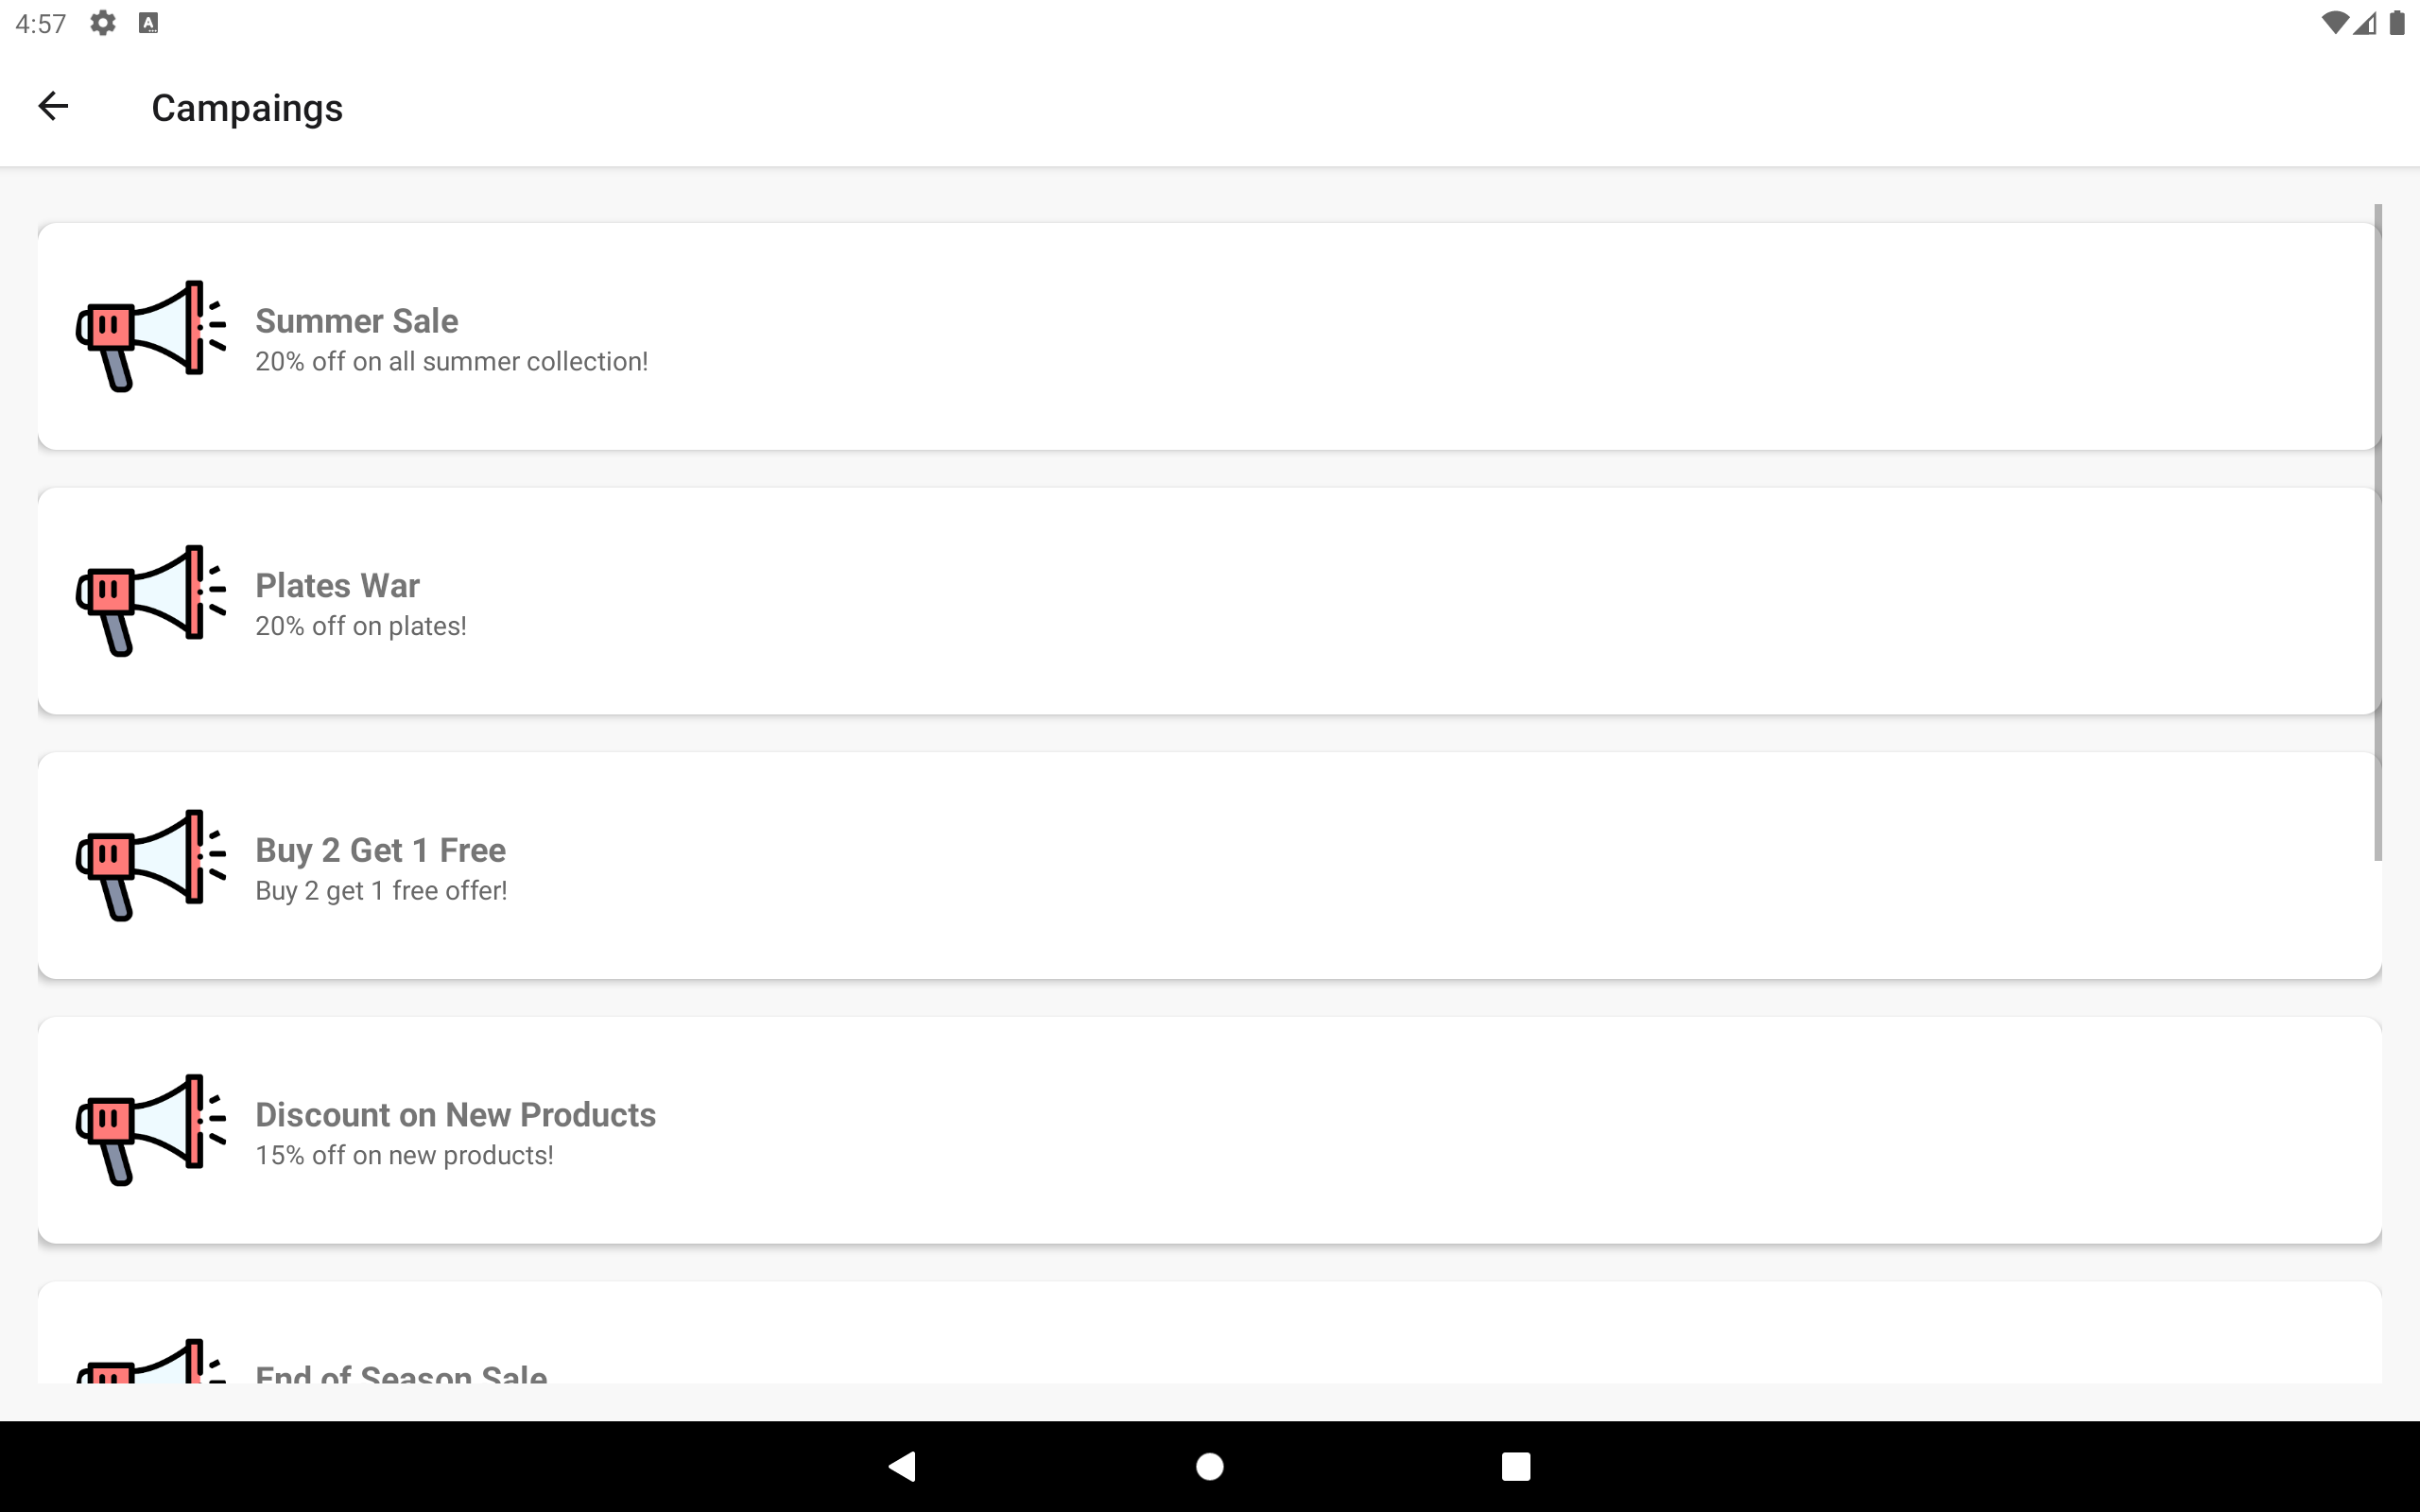 4:57
Campaings
Summer Sale
20% off on all summer collection!
Plates War
20% off on plates!
Buy 2 Get 1 Free
Buy 2 get 1 free offer!
Discount on New Products
15% off on new products!
End of Season Sale